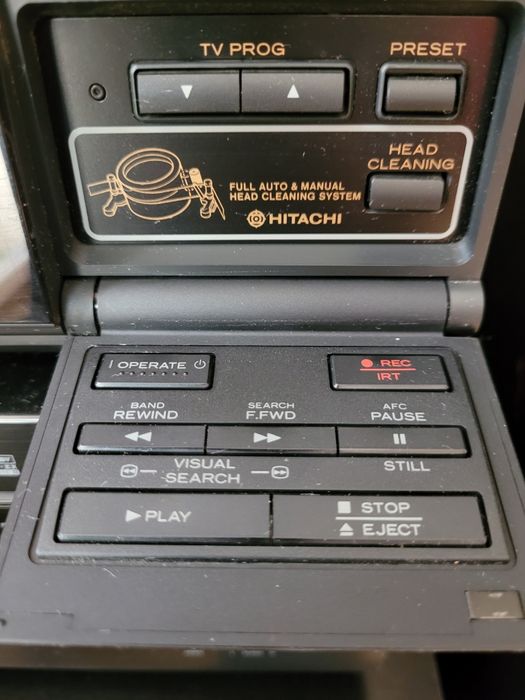 TV PROG
PRESET
▼ ▲
HEAD
CLEANING
FULL AUTO & MANUAL
HEAD CLEANING SYSTEM
HITACHI
I OPERATE
● REC
IRT
BAND
REWIND
SEARCH
F.FWD
AFC
PAUSE
VISUAL
SEARCH
STILL
▶ PLAY
■ STOP
▲ EJECT